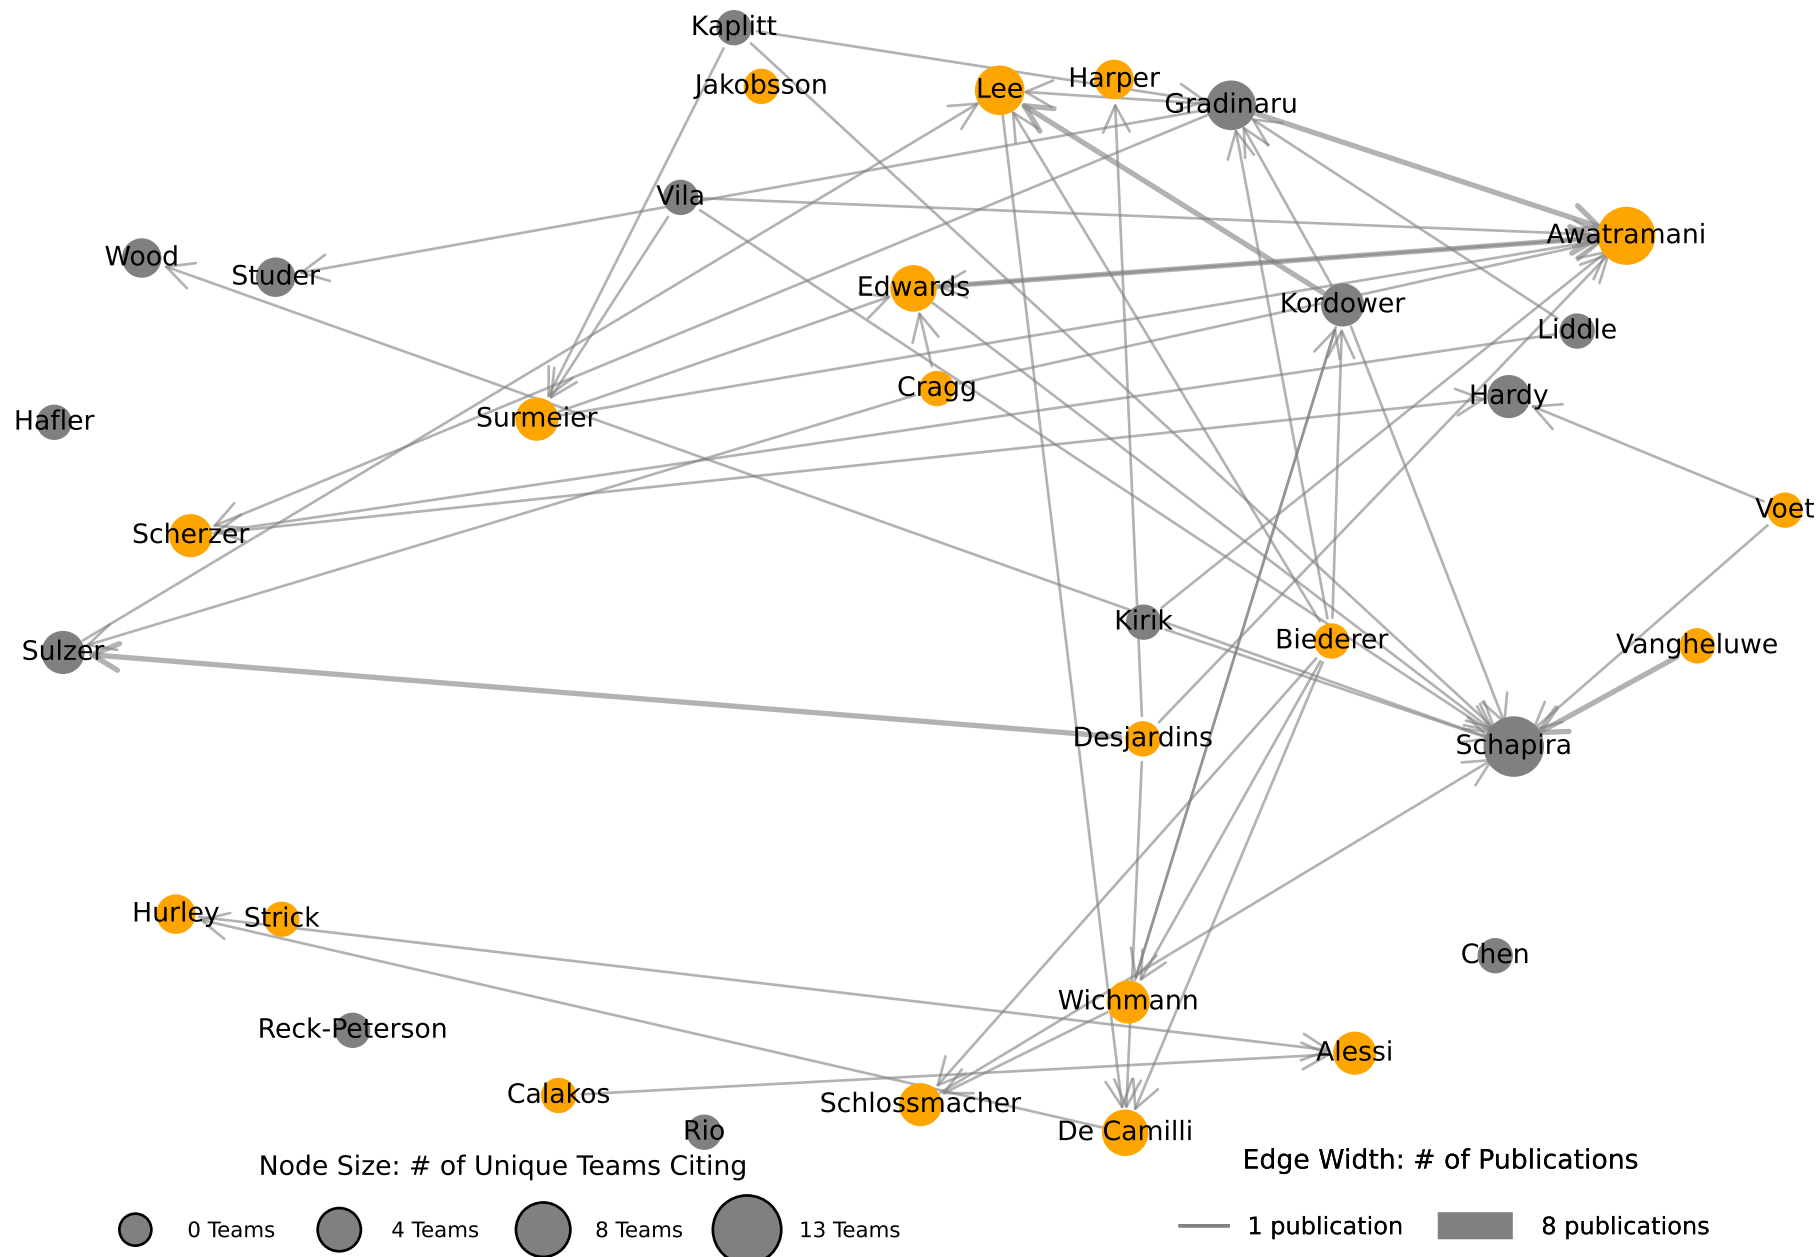 Kaplitt
Jakobsson
Lee
Harper
Gradinaru
Vila
Awatramani
Wood
Studer
Edwards
Kordower
Liddle
Cragg
Hardy
Hafler
Surmeier
Voet
Scherzer
Kirik
Biederer
Vangheluwe
Sulzer
Desjardins
Schapira
Hurley
Strick
Chen
Wichmann
Reck-Peterson
Alessi
Calakos
Schlossmacher
Rio
De Camilli
Node Size: # of Unique Teams Citing
0 Teams
4 Teams
8 Teams
13 Teams
Edge Width: # of Publications
1 publication
8 publications